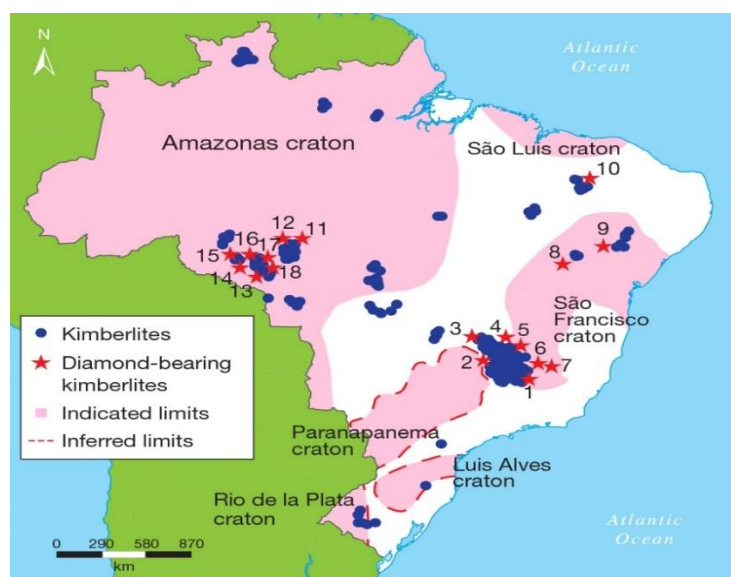 N
Atlantic
Ocean
Amazonas craton
São Luis craton
10
12
11
16
17
15
9
8
14
18
13
São
Francisco
craton
3
4
5
2
6
7
1
Kimberlites
Diamond-bearing
kimberlites
Indicated limits
Inferred limits
Paranapanema
craton
Luis Alves
craton
Rio de la Plata
craton
0 290 580 870
km
Atlantic
Ocean